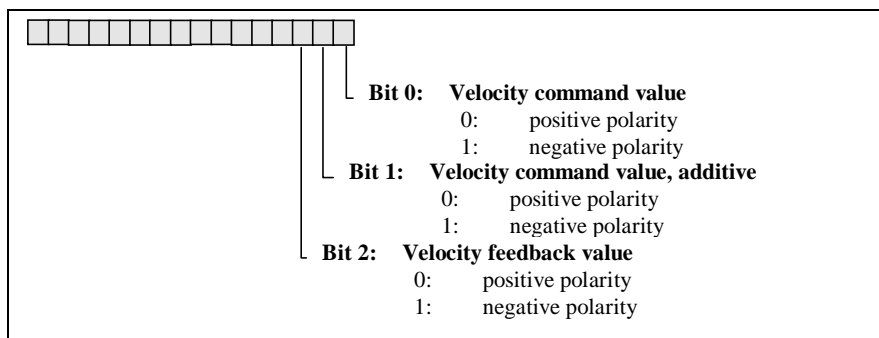 Bit 0: Velocity command value
0: positive polarity
1: negative polarity
Bit 1: Velocity command value, additive
0: positive polarity
1: negative polarity
Bit 2: Velocity feedback value
0: positive polarity
1: negative polarity